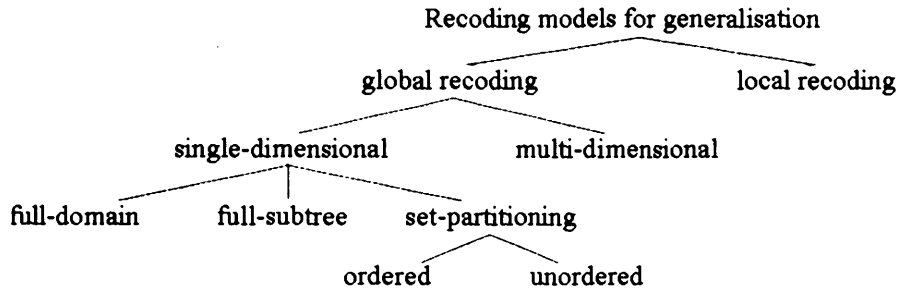 Recoding models for generalisation
global recoding local recoding
single-dimensional multi-dimensional
full-domain full-subtree set-partitioning
ordered unordered